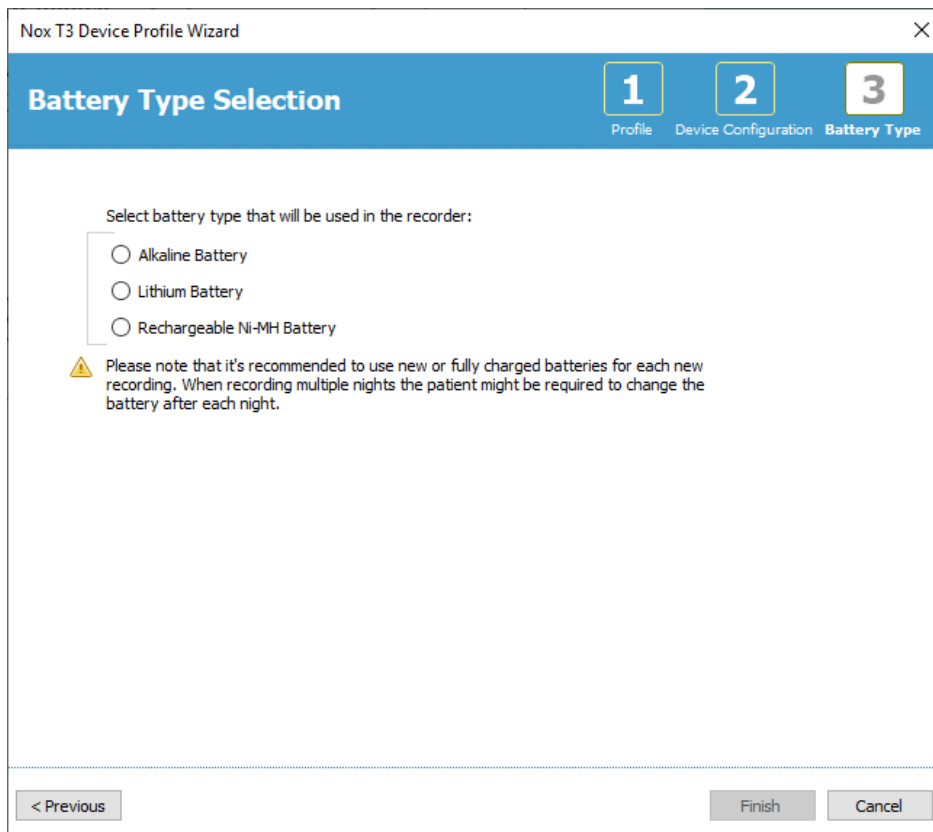 Nox T3 Device Profile Wizard
Battery Type Selection
1
Profile
2
Device Configuration
3
Battery Type
Select battery type that will be used in the recorder:
Alkaline Battery
Lithium Battery
Rechargeable Ni-MH Battery
Please note that it's recommended to use new or fully charged batteries for each new
recording. When recording multiple nights the patient might be required to change the
battery after each night.
< Previous
Finish
Cancel